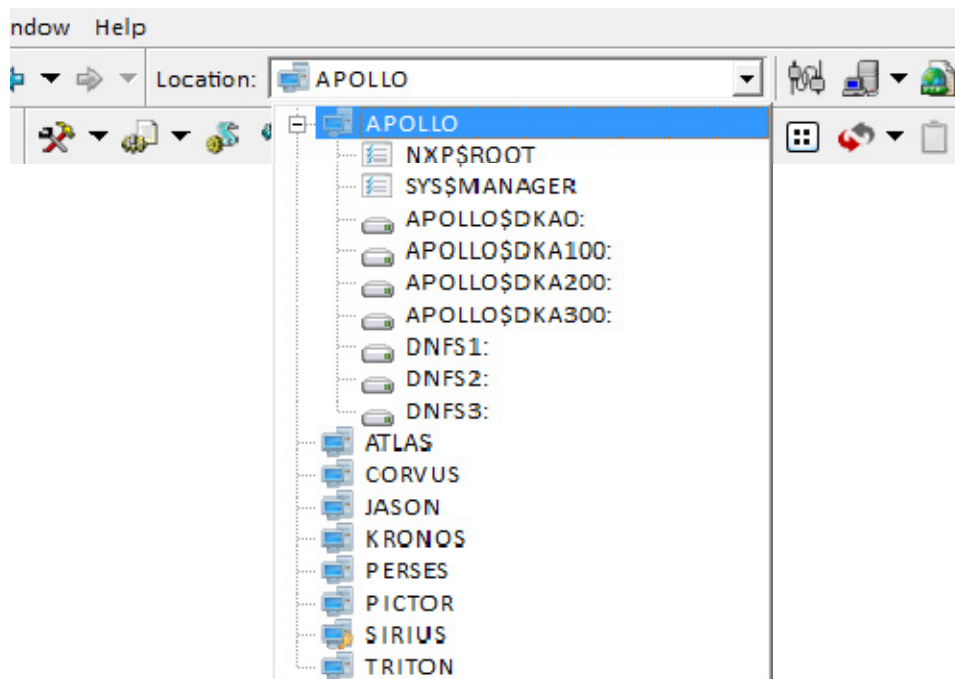 ndow Help
Location: APOLLO
APOLLO
NXP$ROOT
SYS$MANAGER
APOLLO$DKA0:
APOLLO$DKA100:
APOLLO$DKA200:
APOLLO$DKA300:
DNFS1:
DNFS2:
DNFS3:
ATLAS
CORVUS
JASON
KRONOS
PERSES
PICTOR
SIRIUS
TRITON